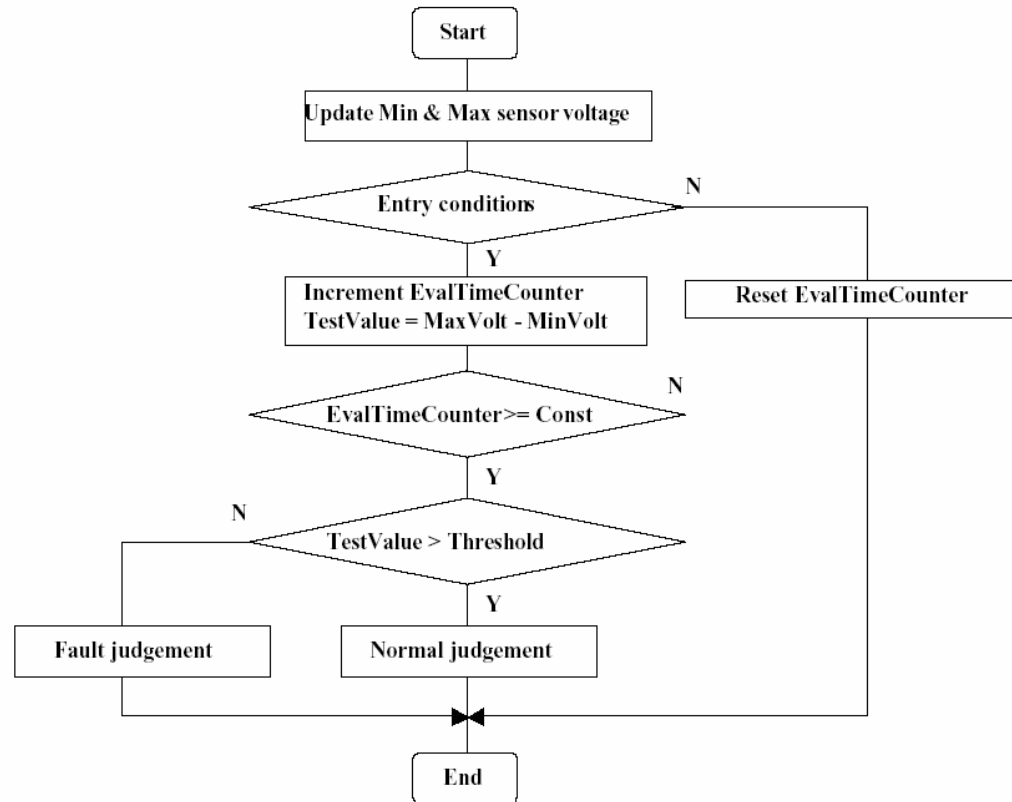 Start
Update Min & Max sensor voltage
Entry conditions
N
Y
Increment EvalTimeCounter
TestValue = MaxVolt - MinVolt
Reset EvalTimeCounter
N
EvalTimeCounter>= Const
Y
N
TestValue > Threshold
Y
Fault judgement
Normal judgement
End